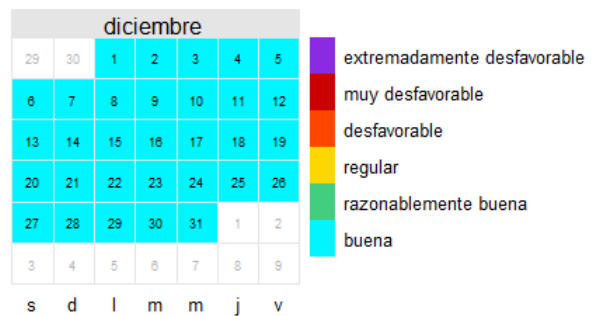 diciembre
29 30 1 2 3 4 5
6 7 8 9 10 11 12
13 14 15 16 17 18 19
20 21 22 23 24 25 26
27 28 29 30 31 1 2
3 4 5 6 7 8 9
s d l m m j v
extremadamente desfavorable
muy desfavorable
desfavorable
regular
razonablemente buena
buena